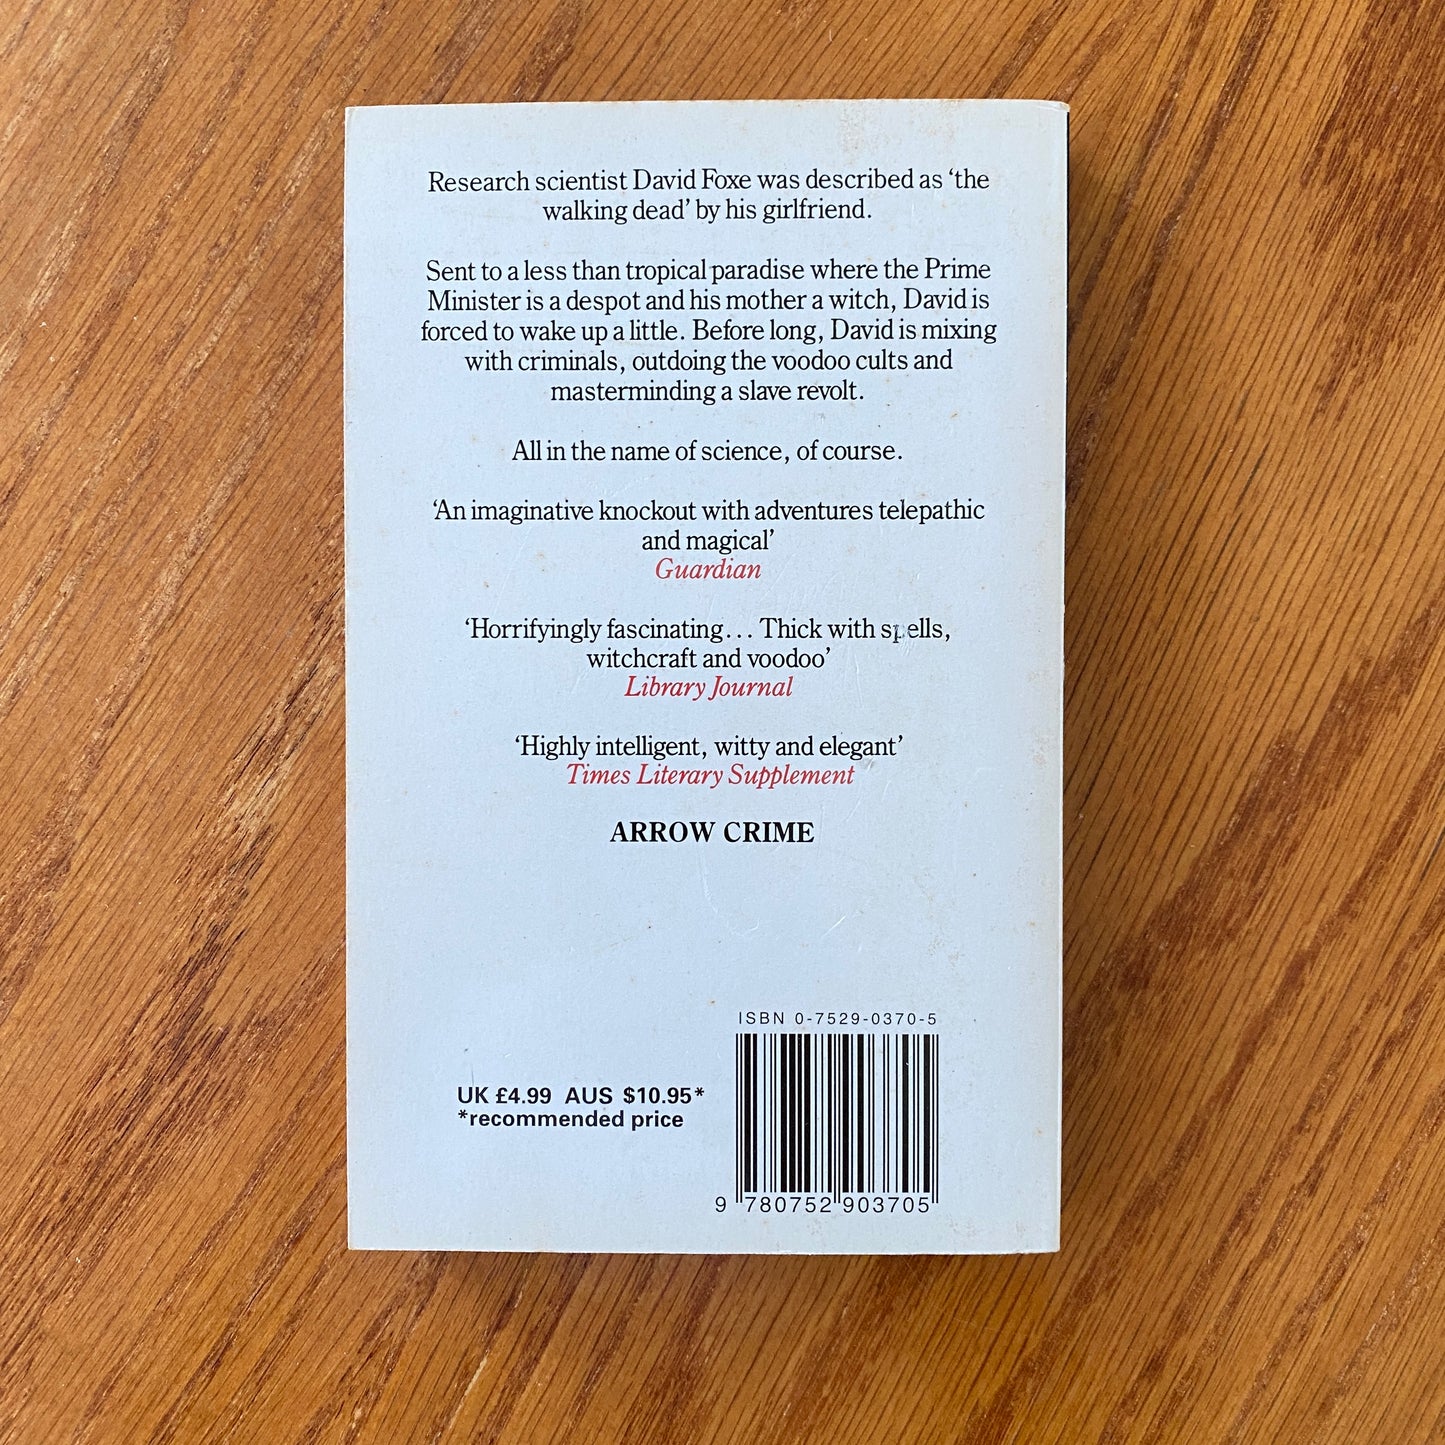 Research scientist David Foxe was described as ‘the
walking dead’ by his girlfriend.
Sent to a less than tropical paradise where the Prime
Minister is a despot and his mother a witch, David is
forced to wake up a little. Before long, David is mixing
with criminals, outdoing the voodoo cults and
masterminding a slave revolt.
All in the name of science, of course.
‘An imaginative knockout with adventures telepathic
and magical’
Guardian
‘Horrifyingly fascinating... Thick with spells,
witchcraft and voodoo’
Library Journal
‘Highly intelligent, witty and elegant’
Times Literary Supplement
ARROW CRIME
ISBN 0-7529-0370-5
UK £4.99 AUS $10.95*
*recommended price
9 780752 903705